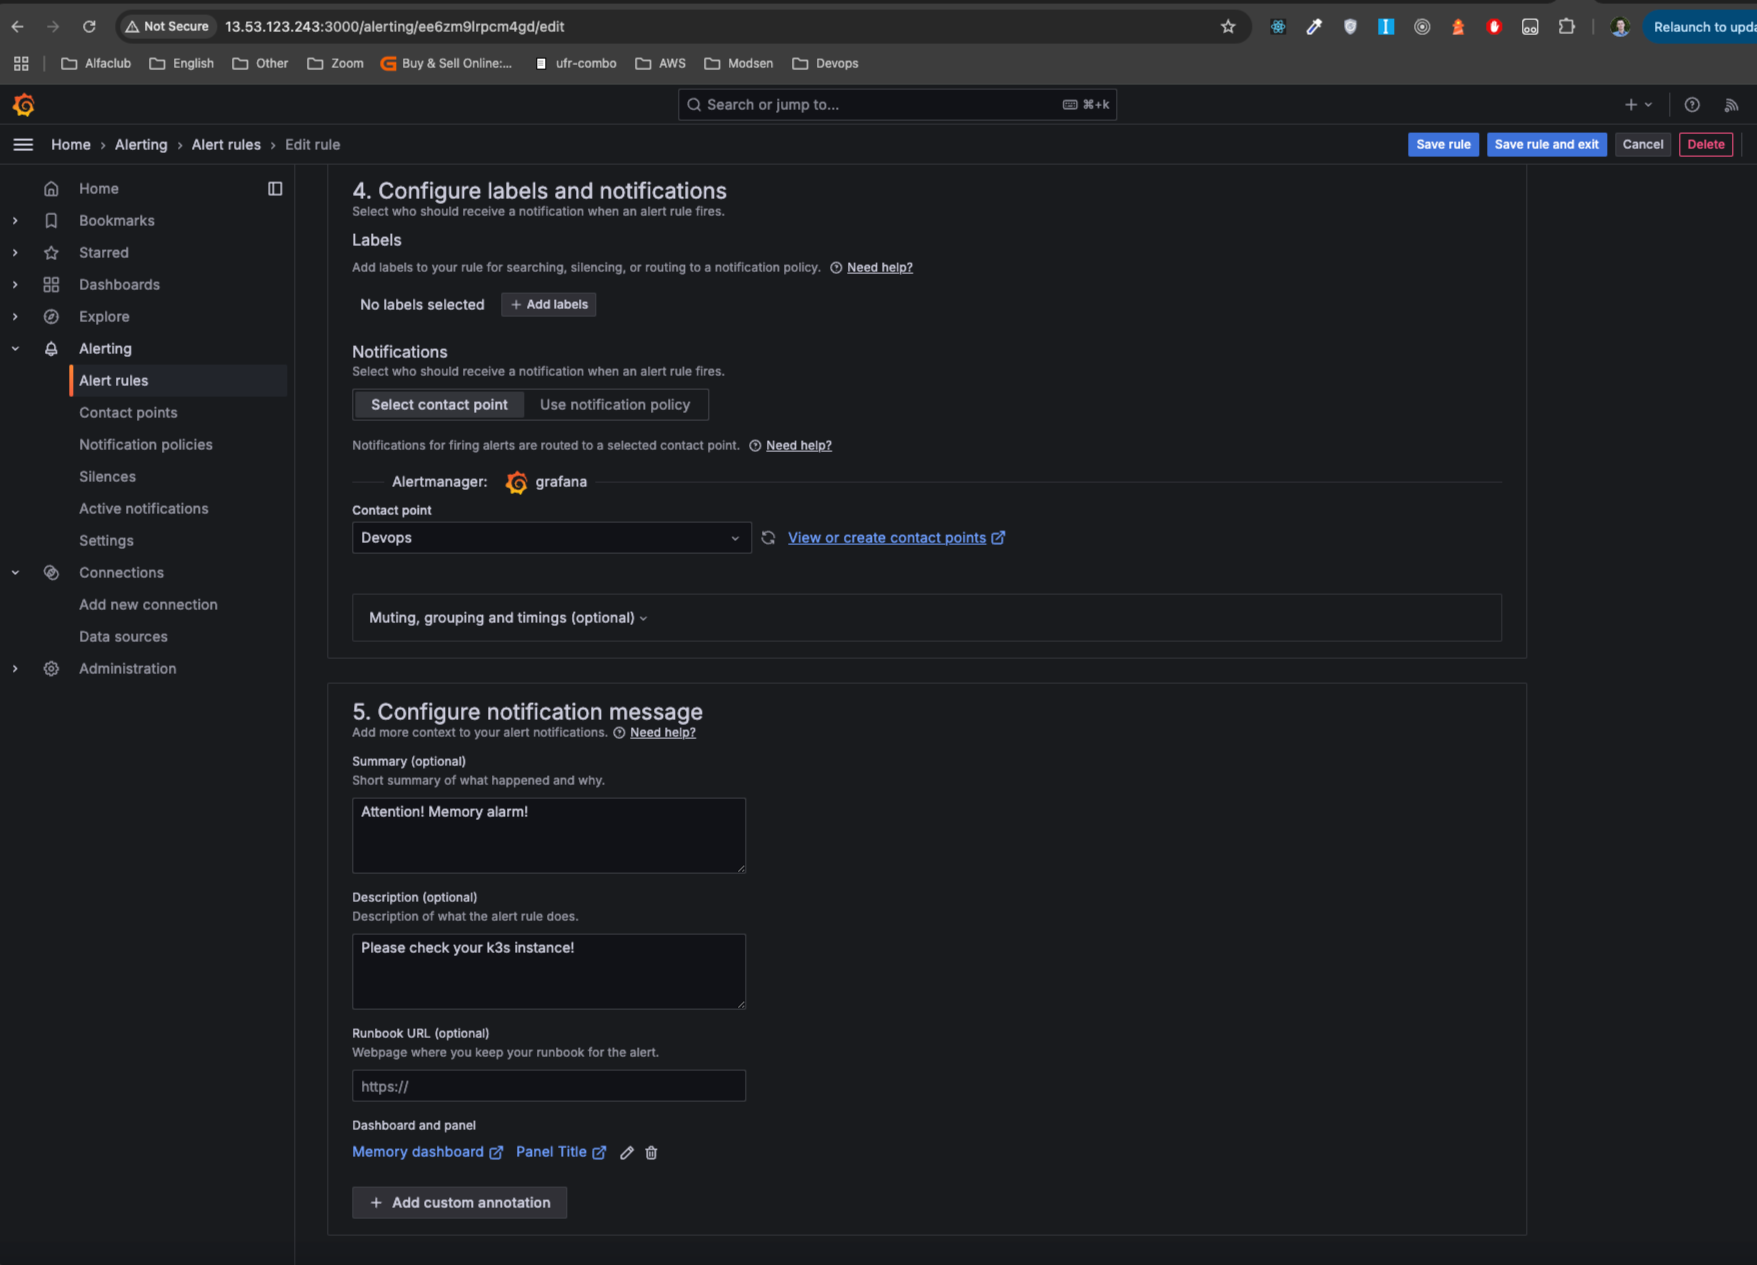 Not Secure 13.53.123.243:3000/alerting/ee6zm9lrpcm4gd/edit Relaunch to upda
Alfaclub English Other Zoom Buy & Sell Online:... ufr-combo AWS Modsen Devops
Search or jump to... ⌘+k
Home › Alerting › Alert rules › Edit rule Save rule Save rule and exit Cancel Delete
Home
Bookmarks
Starred
Dashboards
Explore
Alerting
Alert rules
Contact points
Notification policies
Silences
Active notifications
Settings
Connections
Add new connection
Data sources
Administration
4. Configure labels and notifications
Select who should receive a notification when an alert rule fires.
Labels
Add labels to your rule for searching, silencing, or routing to a notification policy. Need help?
No labels selected + Add labels
Notifications
Select who should receive a notification when an alert rule fires.
Select contact point Use notification policy
Notifications for firing alerts are routed to a selected contact point. Need help?
Alertmanager: grafana
Contact point
Devops View or create contact points
Muting, grouping and timings (optional)
5. Configure notification message
Add more context to your alert notifications. Need help?
Summary (optional)
Short summary of what happened and why.
Attention! Memory alarm!
Description (optional)
Description of what the alert rule does.
Please check your k3s instance!
Runbook URL (optional)
Webpage where you keep your runbook for the alert.
https://
Dashboard and panel
Memory dashboard Panel Title
+ Add custom annotation